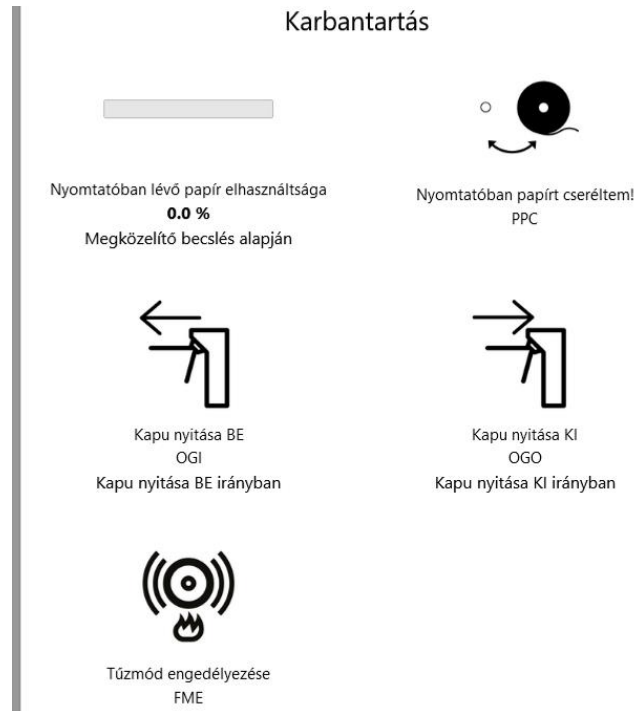 Karbantartás
Nyomtatóban lévő papír elhasználtsága
0.0 %
Megközelítő becslés alapján
Nyomtatóban papírt cseréltem!
PPC
Kapu nyitása BE
OGI
Kapu nyitása BE irányban
Kapu nyitása KI
OGO
Kapu nyitása KI irányban
Tűzmód engedélyezése
FME